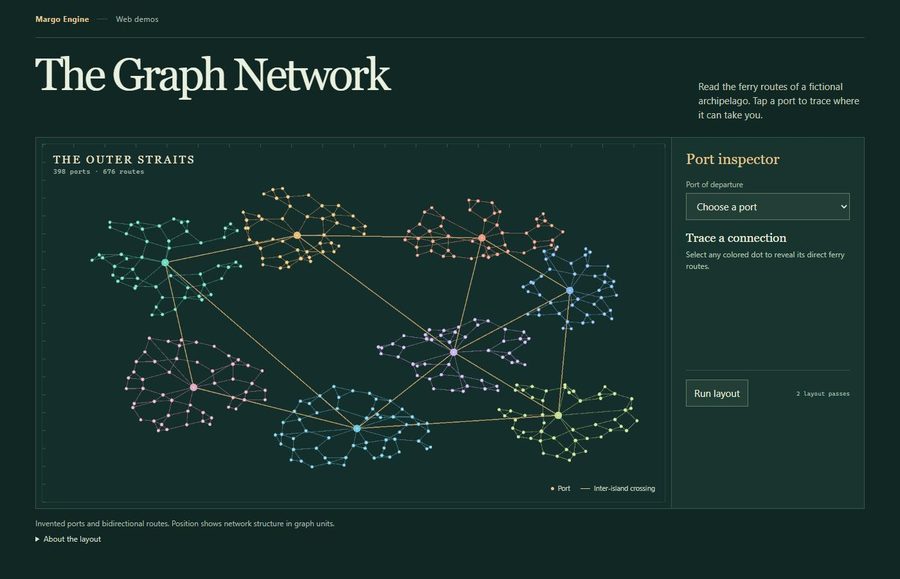 Margo Engine — Web demos
The Graph Network
Read the ferry routes of a fictional
archipelago. Tap a port to trace where
it can take you.
THE OUTER STRAITS
398 ports · 676 routes
Port
Inter-island crossing
Port inspector
Port of departure
Choose a port
Trace a connection
Select any colored dot to reveal its direct ferry
routes.
Run layout
2 layout passes
Invented ports and bidirectional routes. Position shows network structure in graph units.
About the layout